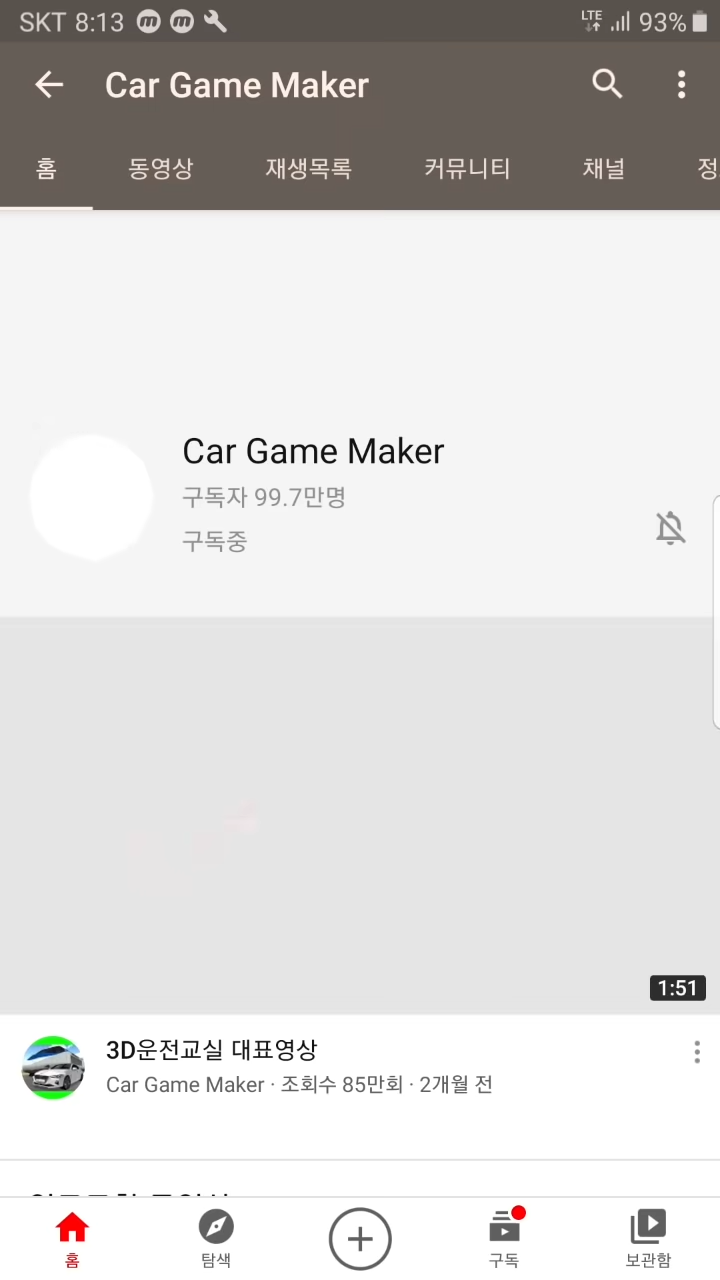 SKT 8:13
LTE 93%
Car Game Maker
홈 동영상 재생목록 커뮤니티 채널 정
Car Game Maker
구독자 99.7만명
구독중
1:51
3D운전교실 대표영상
Car Game Maker · 조회수 85만회 · 2개월 전
홈 탐색 구독 보관함